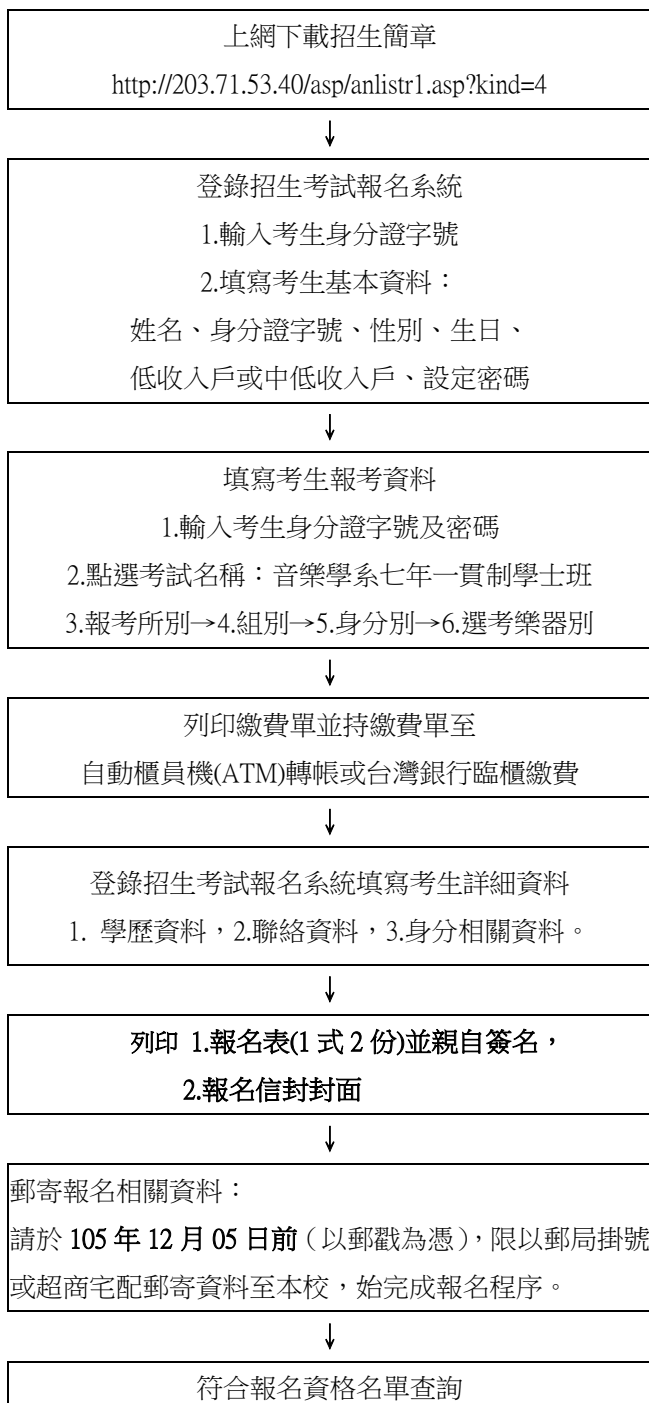 上網下載招生簡章
http://203.71.53.40/asp/anlistr1.asp?kind=4
↓
登錄招生考試報名系統
1.輸入考生身分證字號
2.填寫考生基本資料：
姓名、身分證字號、性別、生日、
低收入戶或中低收入戶、設定密碼
↓
填寫考生報考資料
1.輸入考生身分證字號及密碼
2.點選考試名稱：音樂學系七年一貫制學士班
3.報考所別→4.組別→5.身分別→6.選考樂器別
↓
列印繳費單並持繳費單至
自動櫃員機(ATM)轉帳或台灣銀行臨櫃繳費
↓
登錄招生考試報名系統填寫考生詳細資料
1. 學歷資料，2.聯絡資料，3.身分相關資料。
↓
列印 1.報名表(1 式 2 份)並親自簽名，
2.報名信封封面
↓
郵寄報名相關資料：
請於 105 年 12 月 05 日前（以郵戳為憑），限以郵局掛號
或超商宅配郵寄資料至本校，始完成報名程序。
↓
符合報名資格名單查詢